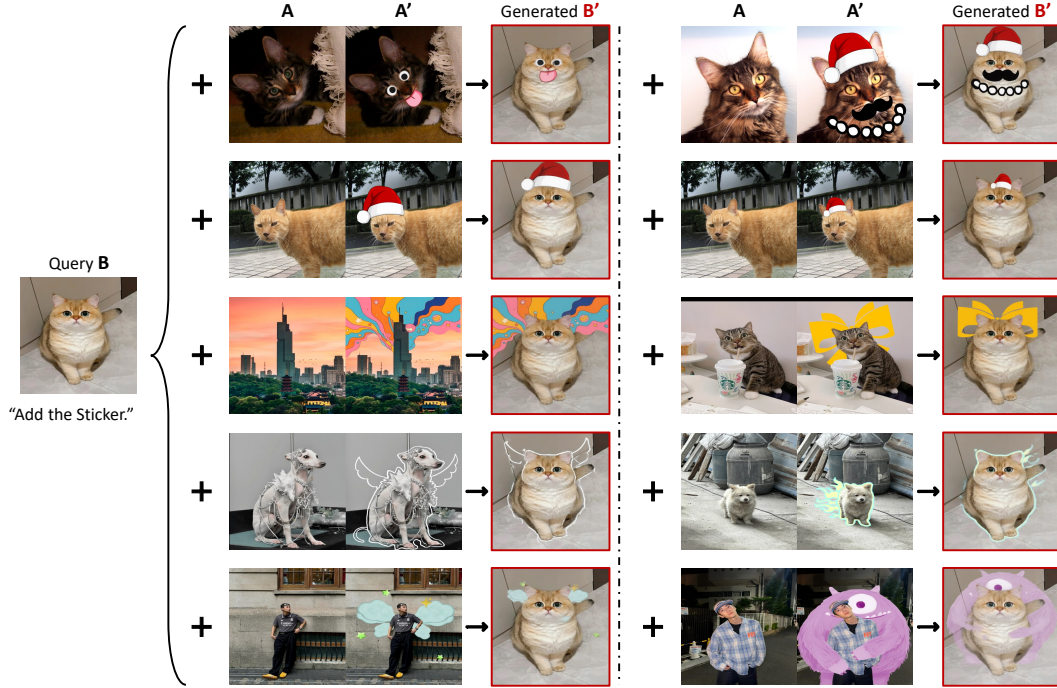 A A’ Generated B’ A A’ Generated B’
+ → + →
+ → + →
Query B
+ → + →
“Add the Sticker.”
+ → + →
+ → + →